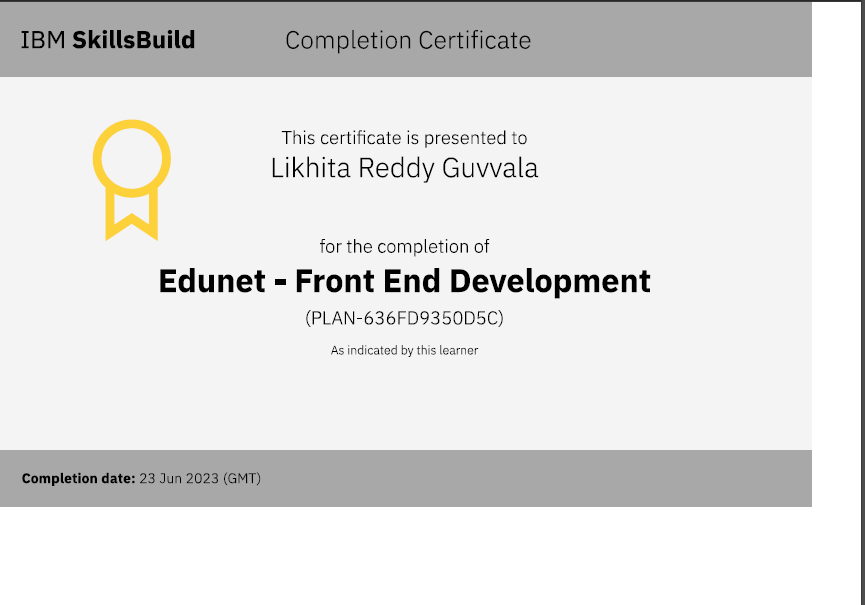 IBM SkillsBuild
Completion Certificate
This certificate is presented to
Likhita Reddy Guvvala
for the completion of
Edunet - Front End Development
(PLAN-636FD9350D5C)
As indicated by this learner
Completion date: 23 Jun 2023 (GMT)